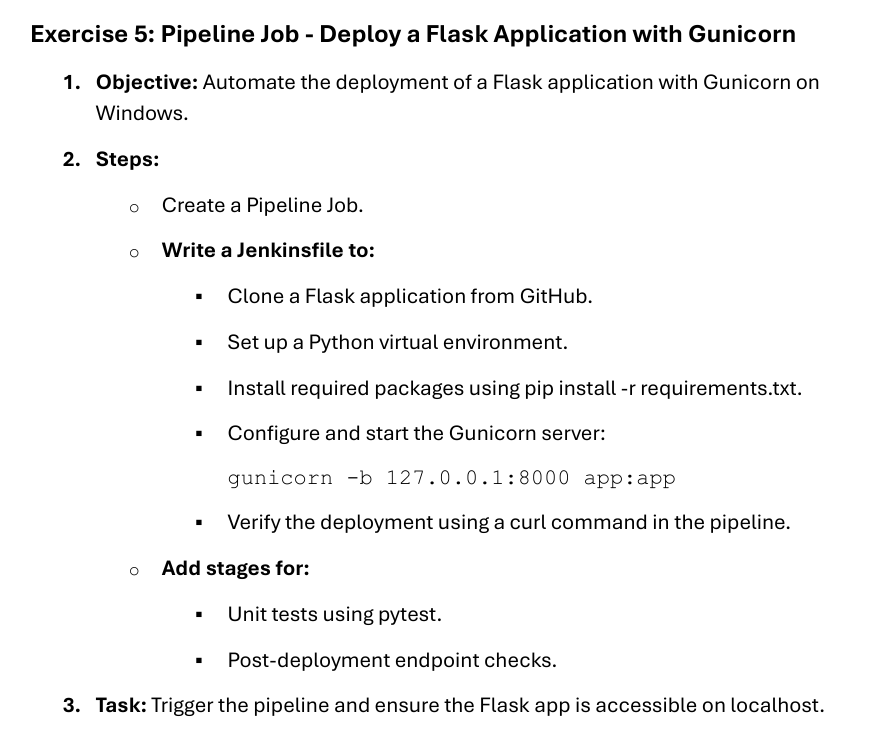 Exercise 5: Pipeline Job - Deploy a Flask Application with Gunicorn
1. Objective: Automate the deployment of a Flask application with Gunicorn on
Windows.
2. Steps:
o Create a Pipeline Job.
o Write a Jenkinsfile to:
▪ Clone a Flask application from GitHub.
▪ Set up a Python virtual environment.
▪ Install required packages using pip install -r requirements.txt.
▪ Configure and start the Gunicorn server:
gunicorn -b 127.0.0.1:8000 app:app
▪ Verify the deployment using a curl command in the pipeline.
o Add stages for:
▪ Unit tests using pytest.
▪ Post-deployment endpoint checks.
3. Task: Trigger the pipeline and ensure the Flask app is accessible on localhost.